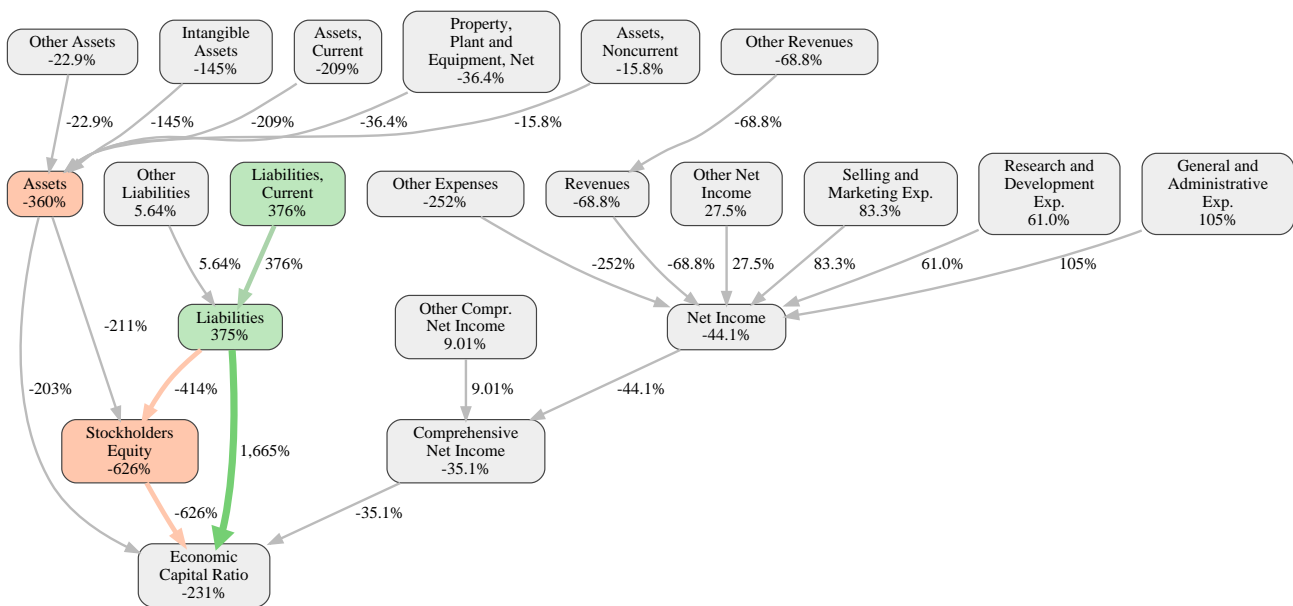 Other Assets
-22.9%
Intangible
Assets
-145%
Assets,
Current
-209%
Property,
Plant and
Equipment, Net
-36.4%
Assets,
Noncurrent
-15.8%
Other Revenues
-68.8%
-22.9%
-145%
-209%
-36.4%
-15.8%
-68.8%
Assets
-360%
Other
Liabilities
5.64%
Liabilities,
Current
376%
Other Expenses
-252%
Revenues
-68.8%
Other Net
Income
27.5%
Selling and
Marketing Exp.
83.3%
Research and
Development
Exp.
61.0%
General and
Administrative
Exp.
105%
5.64%
376%
-252%
-68.8%
27.5%
83.3%
61.0%
105%
-211%
Liabilities
375%
Other Compr.
Net Income
9.01%
Net Income
-44.1%
-203%
-414%
9.01%
-44.1%
Stockholders
Equity
-626%
1,665%
Comprehensive
Net Income
-35.1%
-626%
-35.1%
Economic
Capital Ratio
-231%